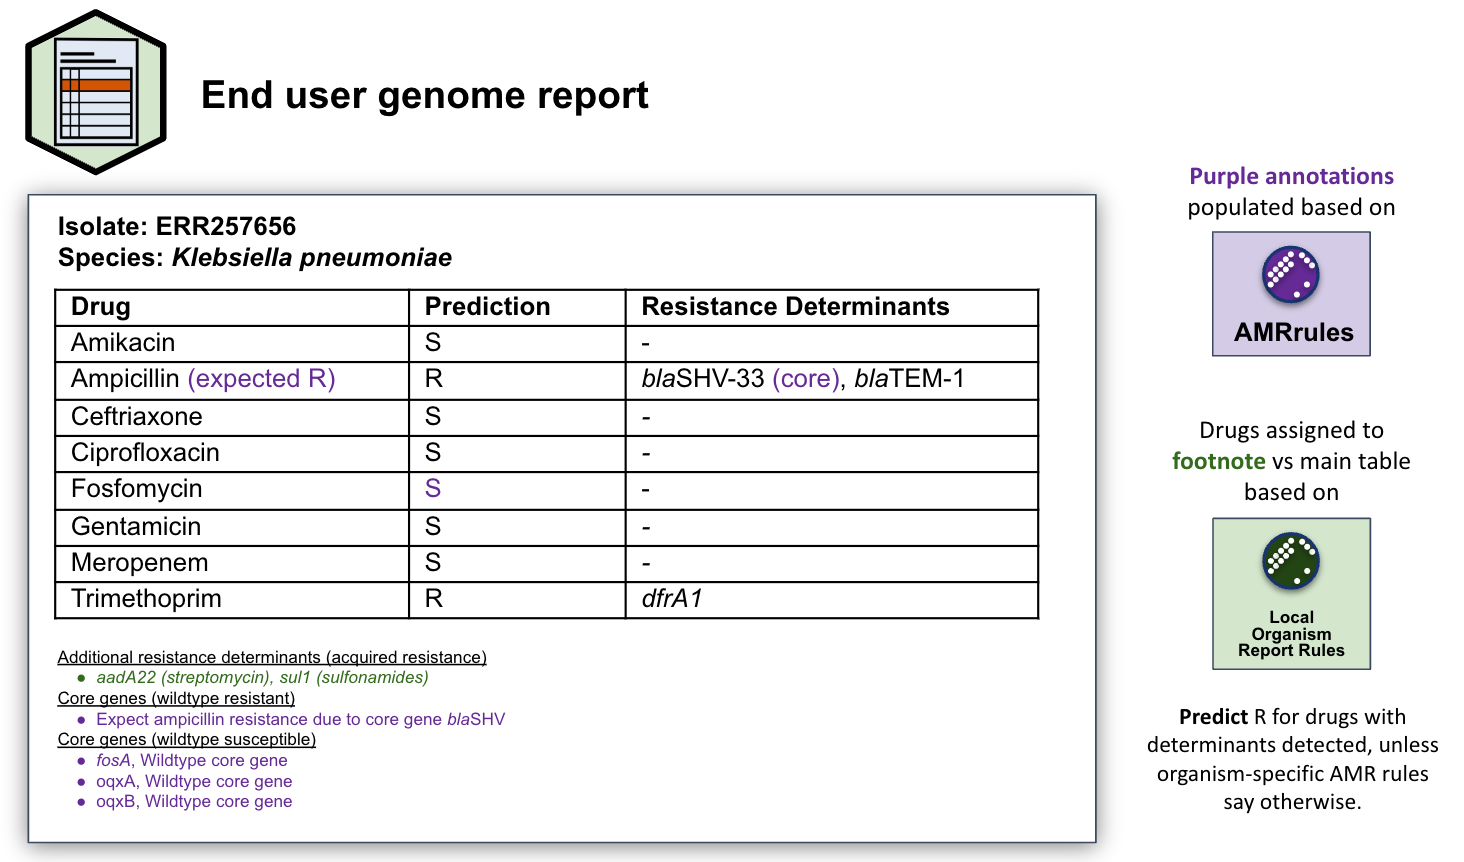 End user genome report
Isolate: ERR257656
Species: Klebsiella pneumoniae
Drug Prediction Resistance Determinants
Amikacin S -
Ampicillin (expected R) R blaSHV-33 (core), blaTEM-1
Ceftriaxone S -
Ciprofloxacin S -
Fosfomycin S -
Gentamicin S -
Meropenem S -
Trimethoprim R dfrA1
Additional resistance determinants (acquired resistance)
● aadA22 (streptomycin), sul1 (sulfonamides)
Core genes (wildtype resistant)
● Expect ampicillin resistance due to core gene blaSHV
Core genes (wildtype susceptible)
● fosA, Wildtype core gene
● oqxA, Wildtype core gene
● oqxB, Wildtype core gene
Purple annotations
populated based on
AMRrules
Drugs assigned to
footnote vs main table
based on
Local
Organism
Report Rules
Predict R for drugs with
determinants detected, unless
organism-specific AMR rules
say otherwise.